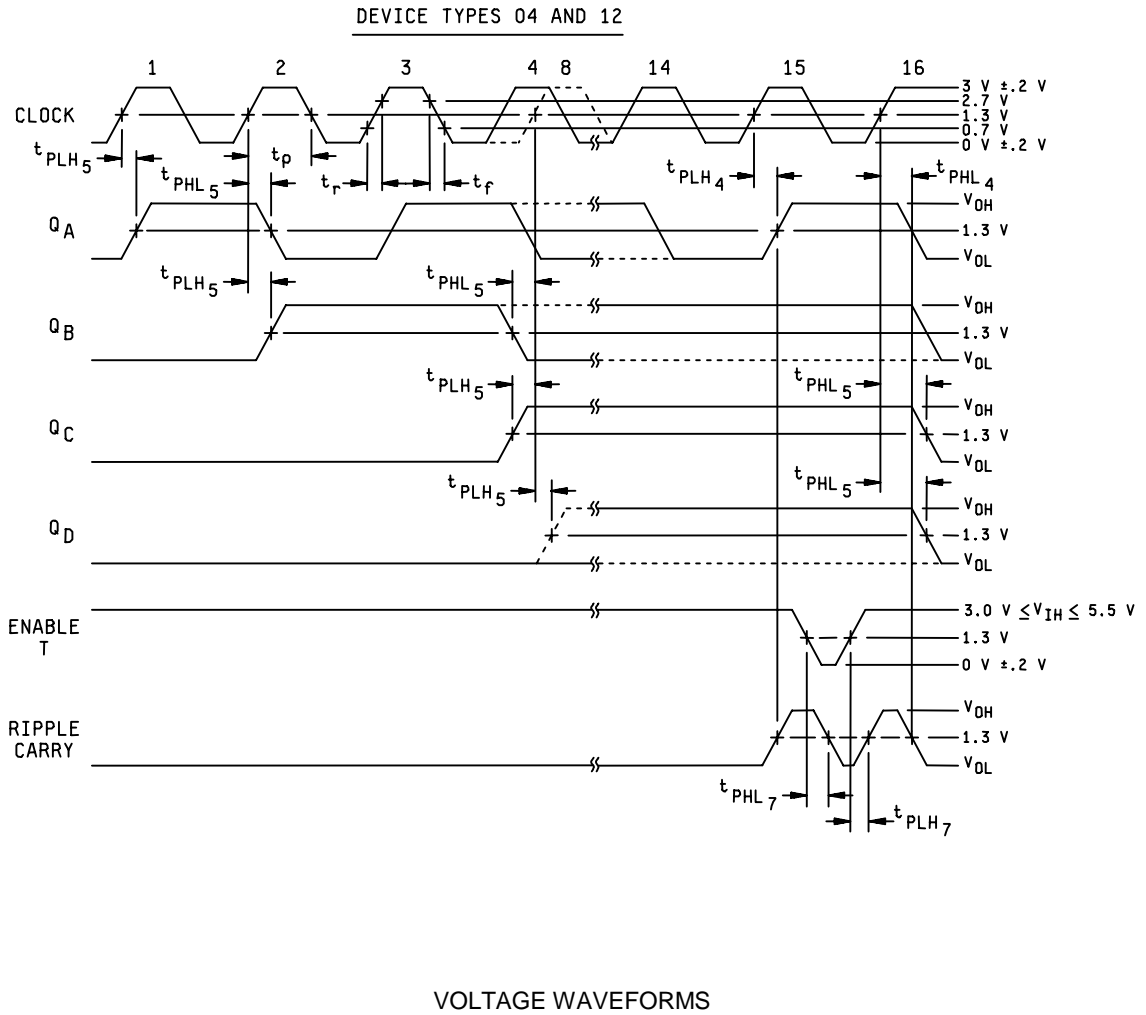 DEVICE TYPES 04 AND 12
1 2 3 4 8 14 15 16
CLOCK
3 V ±.2 V
2.7 V
1.3 V
0.7 V
0 V ±.2 V
tPLH5 tPHL5 tp tr tf tPLH4 tPHL4
QA
VOH
1.3 V
VOL
tPLH5 tPHL5
QB
VOH
1.3 V
VOL
tPLH5 tPHL5
QC
VOH
1.3 V
VOL
tPLH5 tPHL5
QD
VOH
1.3 V
VOL
ENABLE
T
3.0 V ≤VIH≤ 5.5 V
1.3 V
0 V ±.2 V
RIPPLE
CARRY
VOH
1.3 V
VOL
tPHL7 tPLH7
VOLTAGE WAVEFORMS